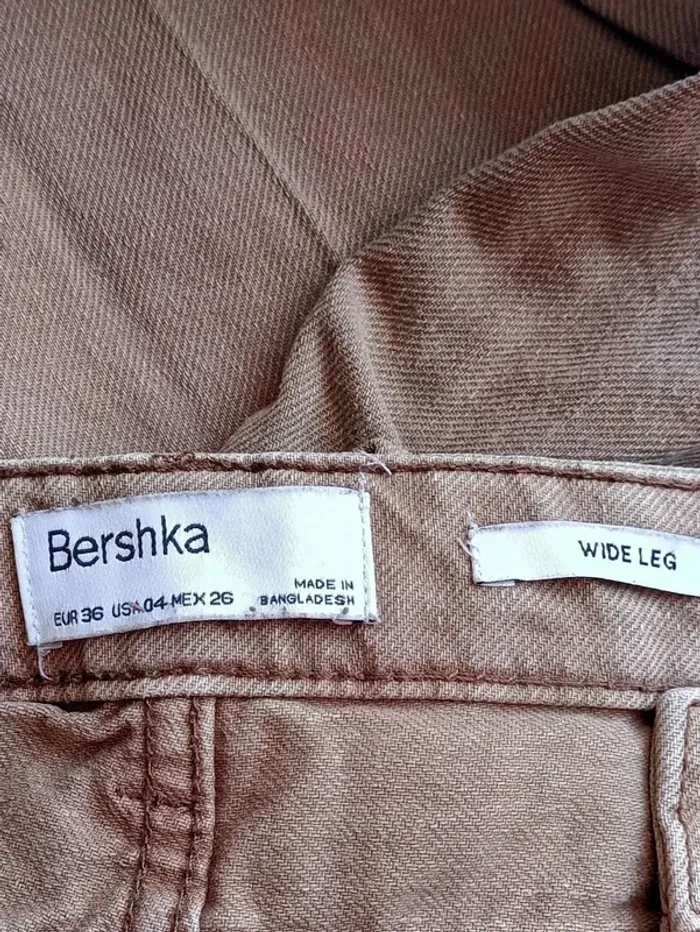 Bershka
MADE IN
BANGLADESH
EUR 36 USA 04 MEX 26
WIDE LEG